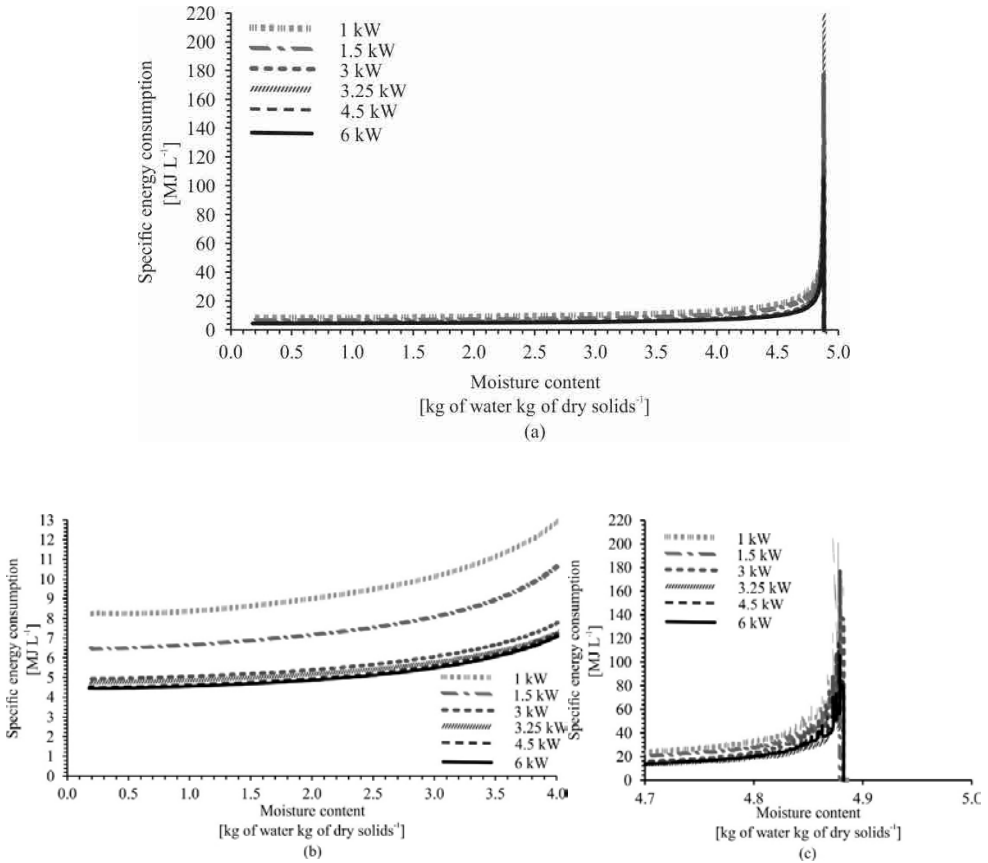 220
200
180
160
140
120
100
80
60
40
20
0
Specific energy consumption
[MJ L-1]
1 kW
1.5 kW
3 kW
3.25 kW
4.5 kW
6 kW
0.0 0.5 1.0 1.5 2.0 2.5 3.0 3.5 4.0 4.5 5.0
Moisture content
[kg of water kg of dry solids-1]
(a)
13
12
11
10
9
8
7
6
5
4
3
2
1
0
Specific energy consumption
[MJ L-1]
1 kW
1.5 kW
3 kW
3.25 kW
4.5 kW
6 kW
0.0 0.5 1.0 1.5 2.0 2.5 3.0 3.5 4.0
Moisture content
[kg of water kg of dry solids-1]
(b)
220
200
180
160
140
120
100
80
60
40
20
0
Specific energy consumption
[MJ L-1]
1 kW
1.5 kW
3 kW
3.25 kW
4.5 kW
6 kW
4.7 4.8 4.9 5.0
Moisture content
[kg of water kg of dry solids-1]
(c)